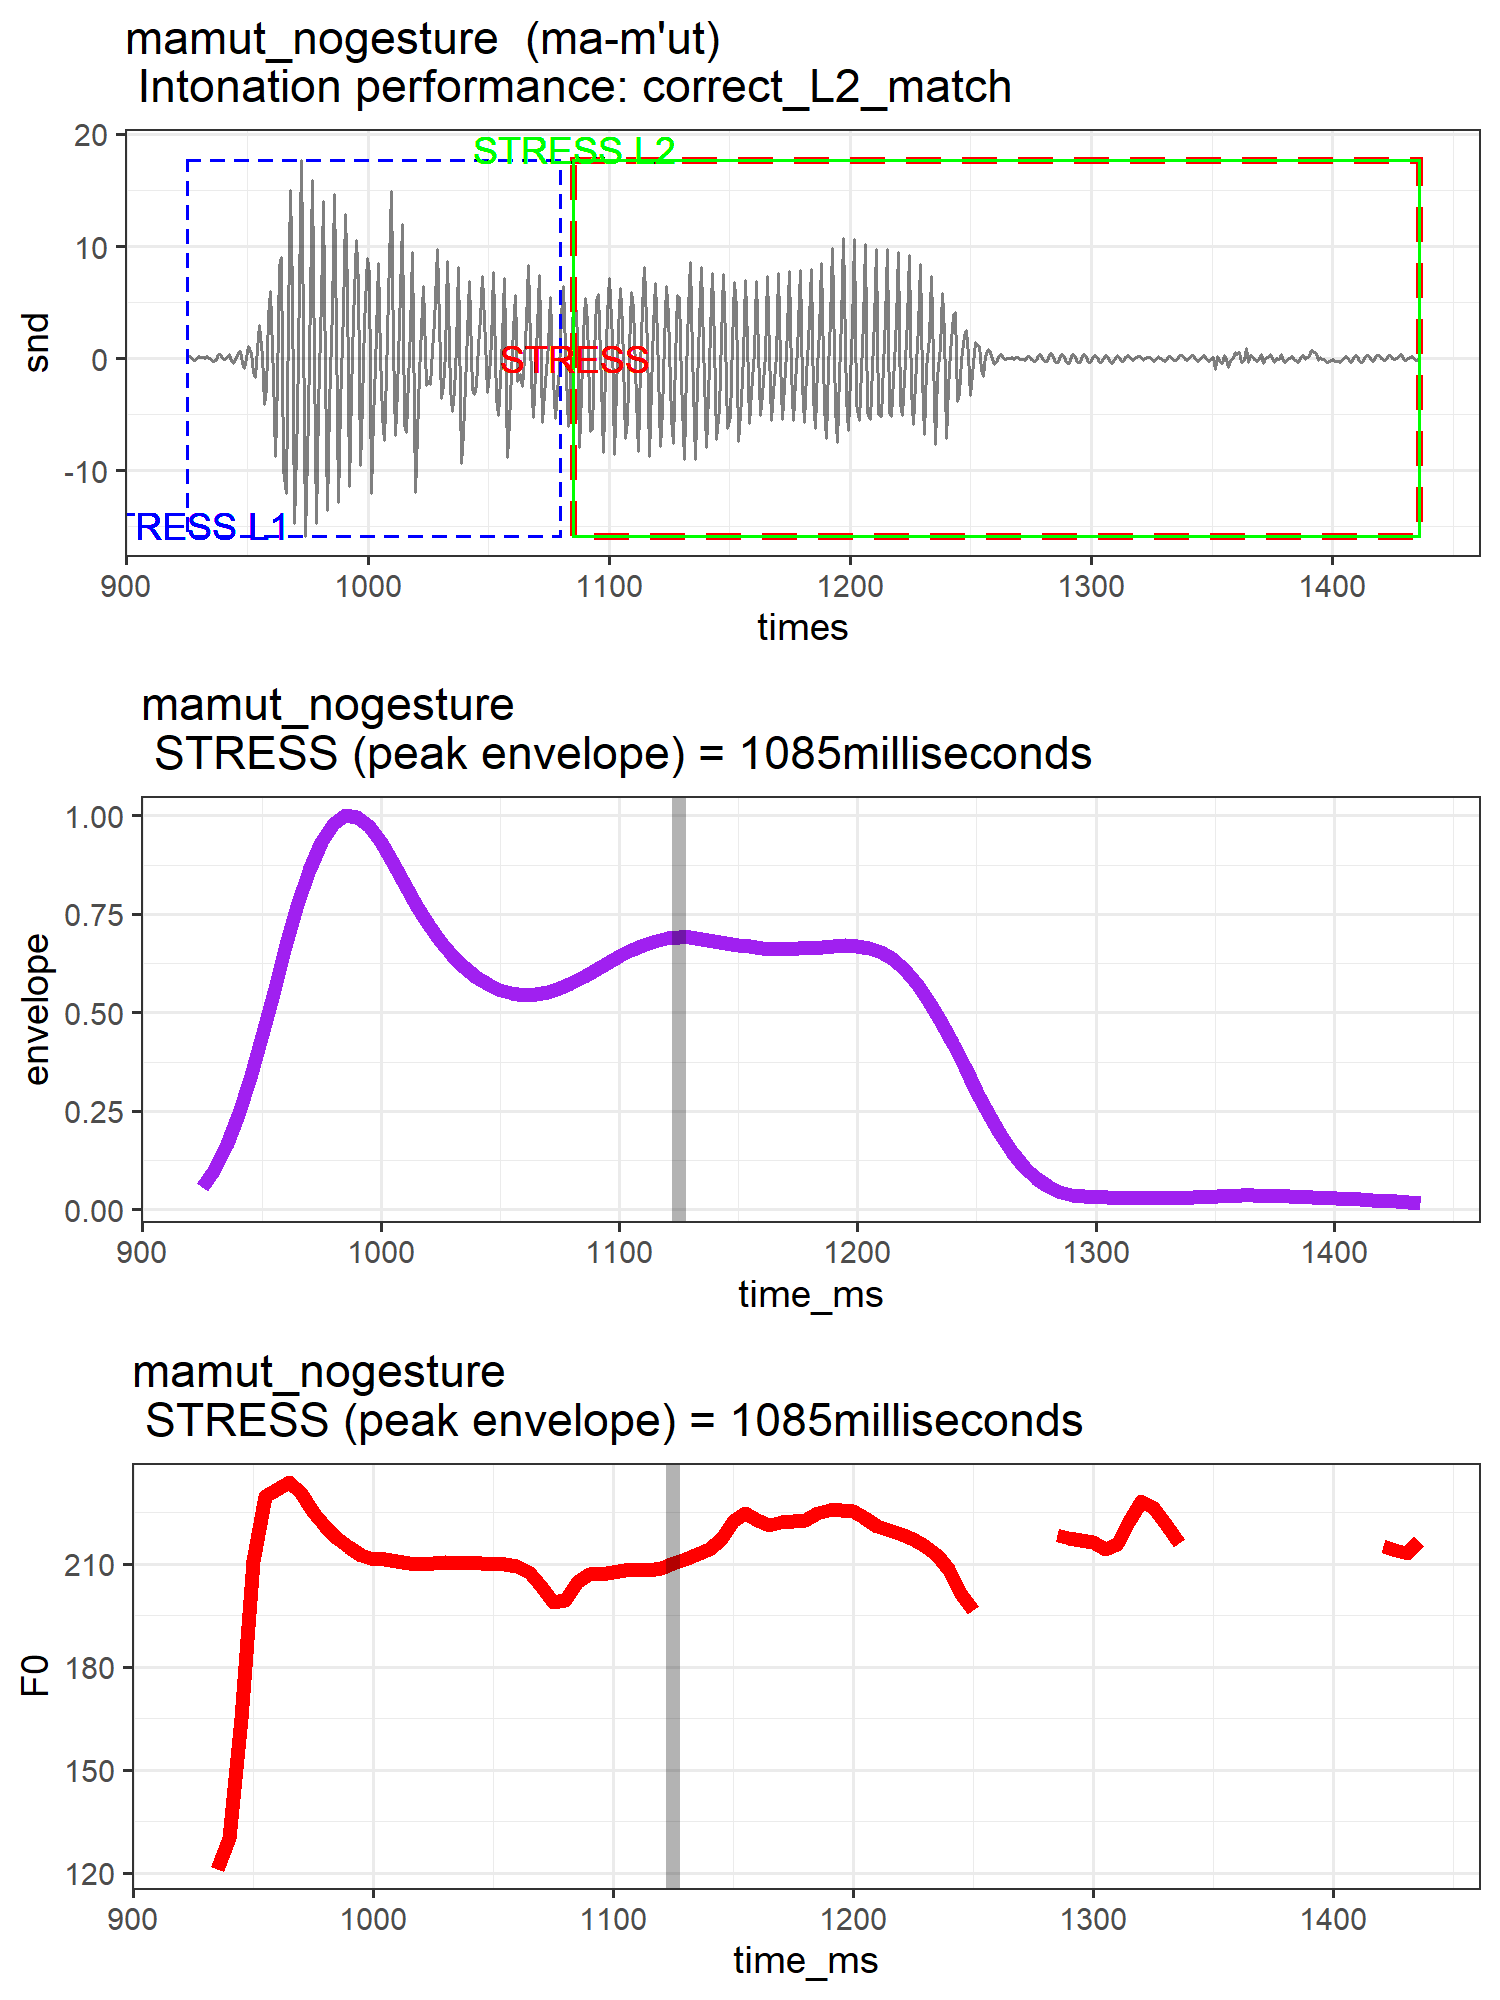 mamut_nogesture  (ma-m'ut)
Intonation performance: correct_L2_match
20
10
0
-10
snd
STRESS L2
STRESS
TRESS L1
900 1000 1100 1200 1300 1400
times
mamut_nogesture
STRESS (peak envelope) = 1085milliseconds
1.00
0.75
0.50
0.25
0.00
envelope
900 1000 1100 1200 1300 1400
time_ms
mamut_nogesture
STRESS (peak envelope) = 1085milliseconds
210
180
150
120
F0
900 1000 1100 1200 1300 1400
time_ms